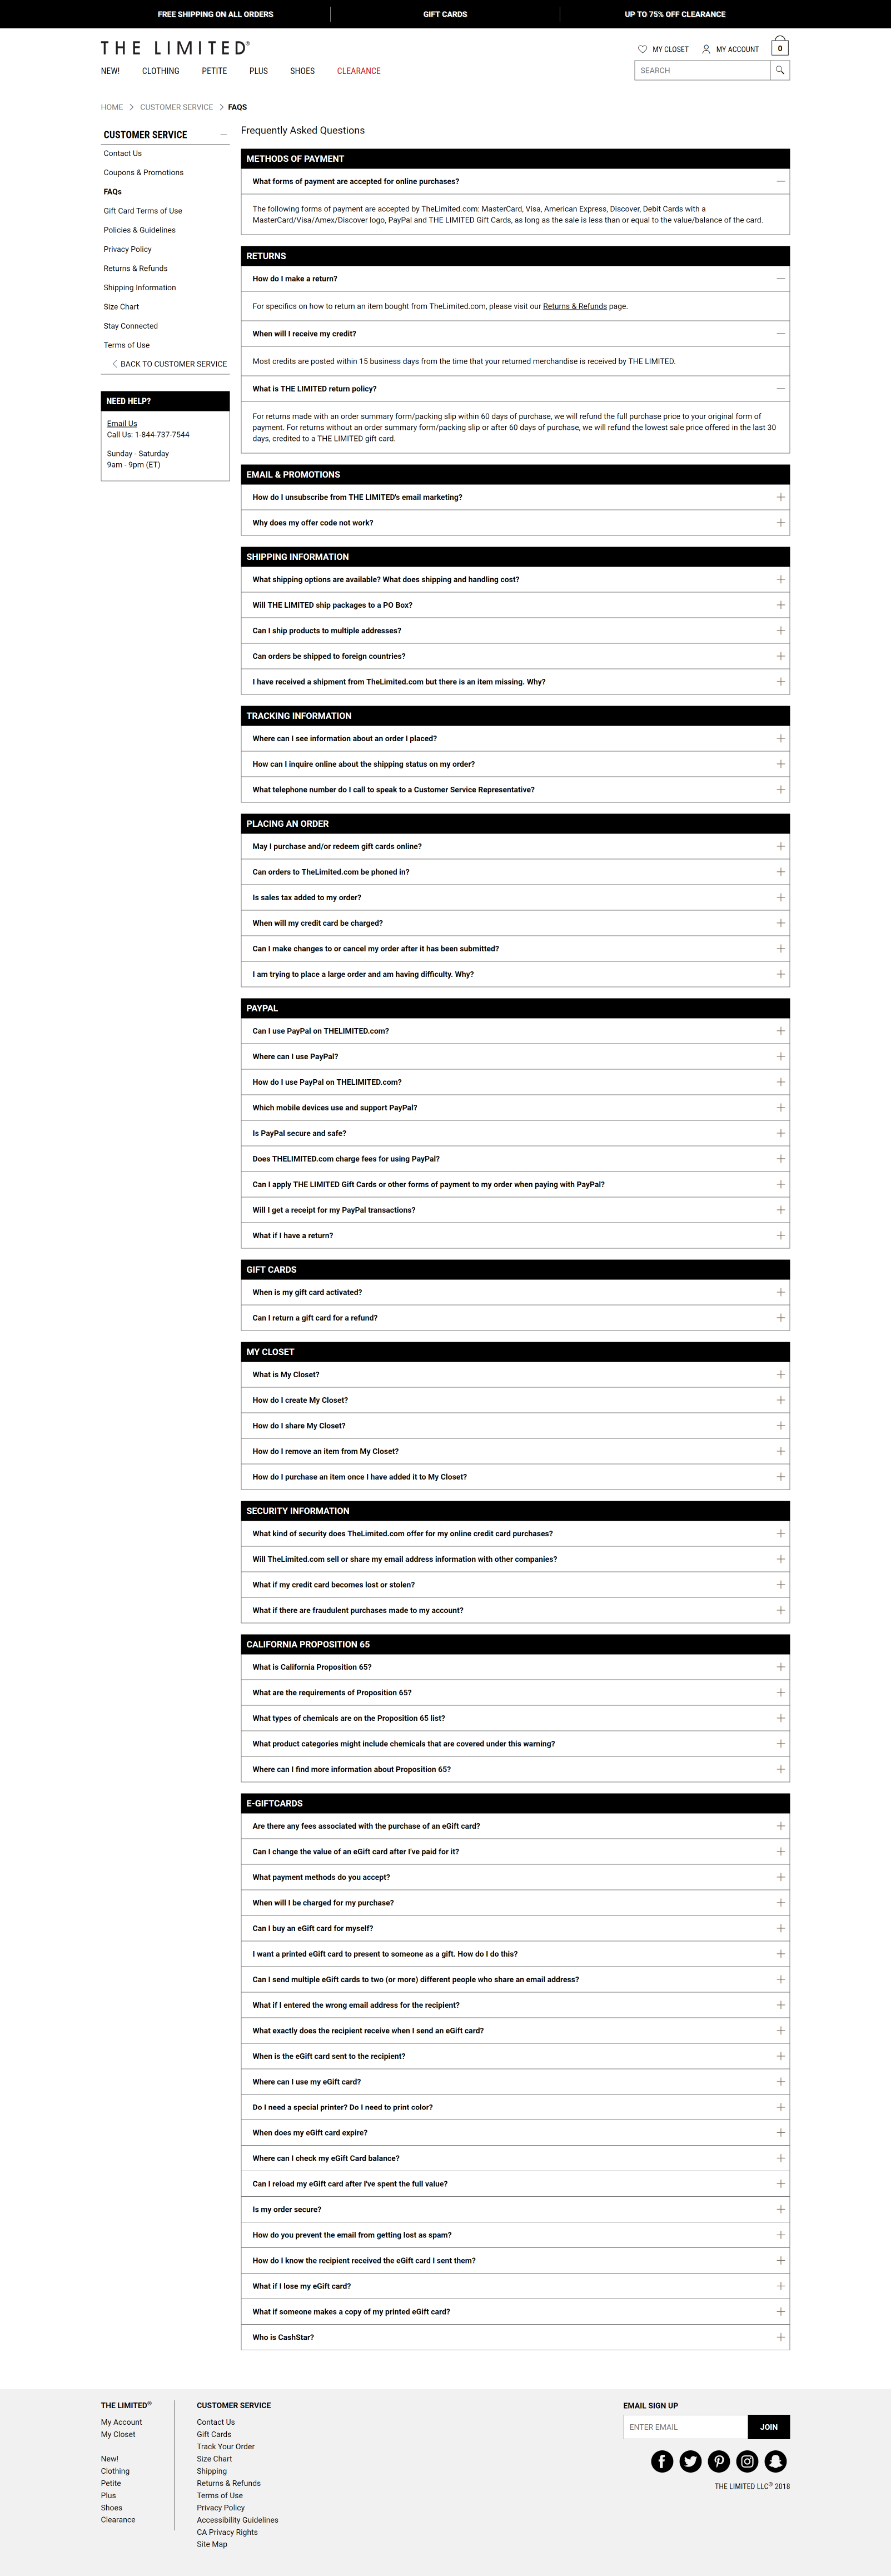 FREE SHIPPING ON ALL ORDERS
GIFT CARDS
UP TO 75% OFF CLEARANCE
THE LIMITED®
MY CLOSET
MY ACCOUNT
0
NEW!
CLOTHING
PETITE
PLUS
SHOES
CLEARANCE
SEARCH
HOME > CUSTOMER SERVICE > FAQS
CUSTOMER SERVICE
Contact Us
Coupons & Promotions
FAQs
Gift Card Terms of Use
Policies & Guidelines
Privacy Policy
Returns & Refunds
Shipping Information
Size Chart
Stay Connected
Terms of Use
BACK TO CUSTOMER SERVICE
NEED HELP?
Email Us
Call Us: 1-844-737-7544
Sunday - Saturday
9am - 9pm (ET)
Frequently Asked Questions
METHODS OF PAYMENT
What forms of payment are accepted for online purchases?
The following forms of payment are accepted by TheLimited.com: MasterCard, Visa, American Express, Discover, Debit Cards with a
MasterCard/Visa/Amex/Discover logo, PayPal and THE LIMITED Gift Cards, as long as the sale is less than or equal to the value/balance of the card.
RETURNS
How do I make a return?
For specifics on how to return an item bought from TheLimited.com, please visit our Returns & Refunds page.
When will I receive my credit?
Most credits are posted within 15 business days from the time that your returned merchandise is received by THE LIMITED.
What is THE LIMITED return policy?
For returns made with an order summary form/packing slip within 60 days of purchase, we will refund the full purchase price to your original form of
payment. For returns without an order summary form/packing slip or after 60 days of purchase, we will refund the lowest sale price offered in the last 30
days, credited to a THE LIMITED gift card.
EMAIL & PROMOTIONS
How do I unsubscribe from THE LIMITED's email marketing?
Why does my offer code not work?
SHIPPING INFORMATION
What shipping options are available? What does shipping and handling cost?
Will THE LIMITED ship packages to a PO Box?
Can I ship products to multiple addresses?
Can orders be shipped to foreign countries?
I have received a shipment from TheLimited.com but there is an item missing. Why?
TRACKING INFORMATION
Where can I see information about an order I placed?
How can I inquire online about the shipping status on my order?
What telephone number do I call to speak to a Customer Service Representative?
PLACING AN ORDER
May I purchase and/or redeem gift cards online?
Can orders to TheLimited.com be phoned in?
Is sales tax added to my order?
When will my credit card be charged?
Can I make changes to or cancel my order after it has been submitted?
I am trying to place a large order and am having difficulty. Why?
PAYPAL
Can I use PayPal on THELIMITED.com?
Where can I use PayPal?
How do I use PayPal on THELIMITED.com?
Which mobile devices use and support PayPal?
Is PayPal secure and safe?
Does THELIMITED.com charge fees for using PayPal?
Can I apply THE LIMITED Gift Cards or other forms of payment to my order when paying with PayPal?
Will I get a receipt for my PayPal transactions?
What if I have a return?
GIFT CARDS
When is my gift card activated?
Can I return a gift card for a refund?
MY CLOSET
What is My Closet?
How do I create My Closet?
How do I share My Closet?
How do I remove an item from My Closet?
How do I purchase an item once I have added it to My Closet?
SECURITY INFORMATION
What kind of security does TheLimited.com offer for my online credit card purchases?
Will TheLimited.com sell or share my email address information with other companies?
What if my credit card becomes lost or stolen?
What if there are fraudulent purchases made to my account?
CALIFORNIA PROPOSITION 65
What is California Proposition 65?
What are the requirements of Proposition 65?
What types of chemicals are on the Proposition 65 list?
What product categories might include chemicals that are covered under this warning?
Where can I find more information about Proposition 65?
E-GIFTCARDS
Are there any fees associated with the purchase of an eGift card?
Can I change the value of an eGift card after I've paid for it?
What payment methods do you accept?
When will I be charged for my purchase?
Can I buy an eGift card for myself?
I want a printed eGift card to present to someone as a gift. How do I do this?
Can I send multiple eGift cards to two (or more) different people who share an email address?
What if I entered the wrong email address for the recipient?
What exactly does the recipient receive when I send an eGift card?
When is the eGift card sent to the recipient?
Where can I use my eGift card?
Do I need a special printer? Do I need to print color?
When does my eGift card expire?
Where can I check my eGift Card balance?
Can I reload my eGift card after I've spent the full value?
Is my order secure?
How do you prevent the email from getting lost as spam?
How do I know the recipient received the eGift card I sent them?
What if I lose my eGift card?
What if someone makes a copy of my printed eGift card?
Who is CashStar?
THE LIMITED®
My Account
My Closet
New!
Clothing
Petite
Plus
Shoes
Clearance
CUSTOMER SERVICE
Contact Us
Gift Cards
Track Your Order
Size Chart
Shipping
Returns & Refunds
Terms of Use
Privacy Policy
Accessibility Guidelines
CA Privacy Rights
Site Map
EMAIL SIGN UP
ENTER EMAIL
JOIN
THE LIMITED LLC® 2018